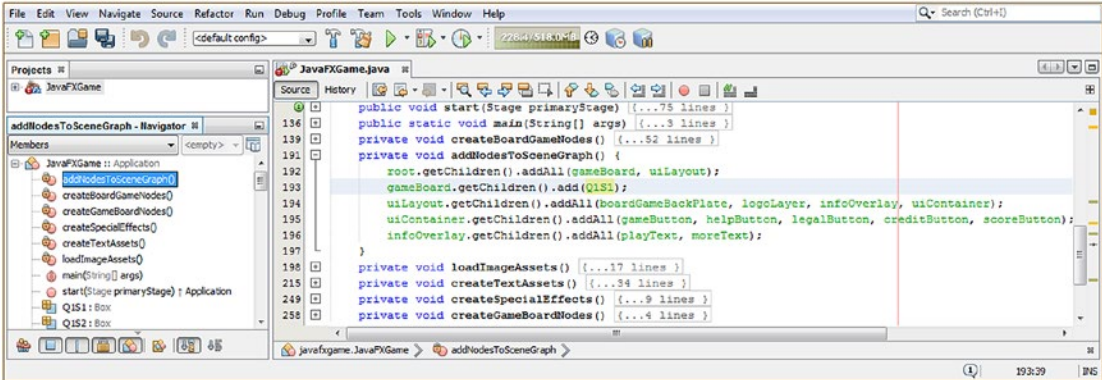 File Edit View Navigate Source Refactor Run Debug Profile Team Tools Window Help
Search (Ctrl+I)
<default config>
228.4/518.0MB
Projects
JavaFXGame
addNodesToSceneGraph - Navigator
Members
<empty>
JavaFXGame :: Application
addNodesToSceneGraph()
createBoardGameNodes()
createGameBoardNodes()
createSpecialEffects()
createTextAssets()
loadImageAssets()
main(String[] args)
start(Stage primaryStage) ↑ Application
Q1S1 : Box
Q1S2 : Box
JavaFXGame.java
Source History
public void start(Stage primaryStage) {...75 lines }
136 public static void main(String[] args) {...3 lines }
139 private void createBoardGameNodes() {...52 lines }
191 private void addNodesToSceneGraph() {
192 root.getChildren().addAll(gameBoard, uiLayout);
193 gameBoard.getChildren().add(Q1S1);
194 uiLayout.getChildren().addAll(boardGameBackPlate, logoLayer, infoOverlay, uiContainer);
195 uiContainer.getChildren().addAll(gameButton, helpButton, legalButton, creditButton, scoreButton);
196 infoOverlay.getChildren().addAll(playText, moreText);
197 }
198 private void loadImageAssets() {...17 lines }
215 private void createTextAssets() {...34 lines }
249 private void createSpecialEffects() {...9 lines }
258 private void createGameBoardNodes() {...4 lines }
javafxgame.JavaFXGame
addNodesToSceneGraph
1
193:39
INS